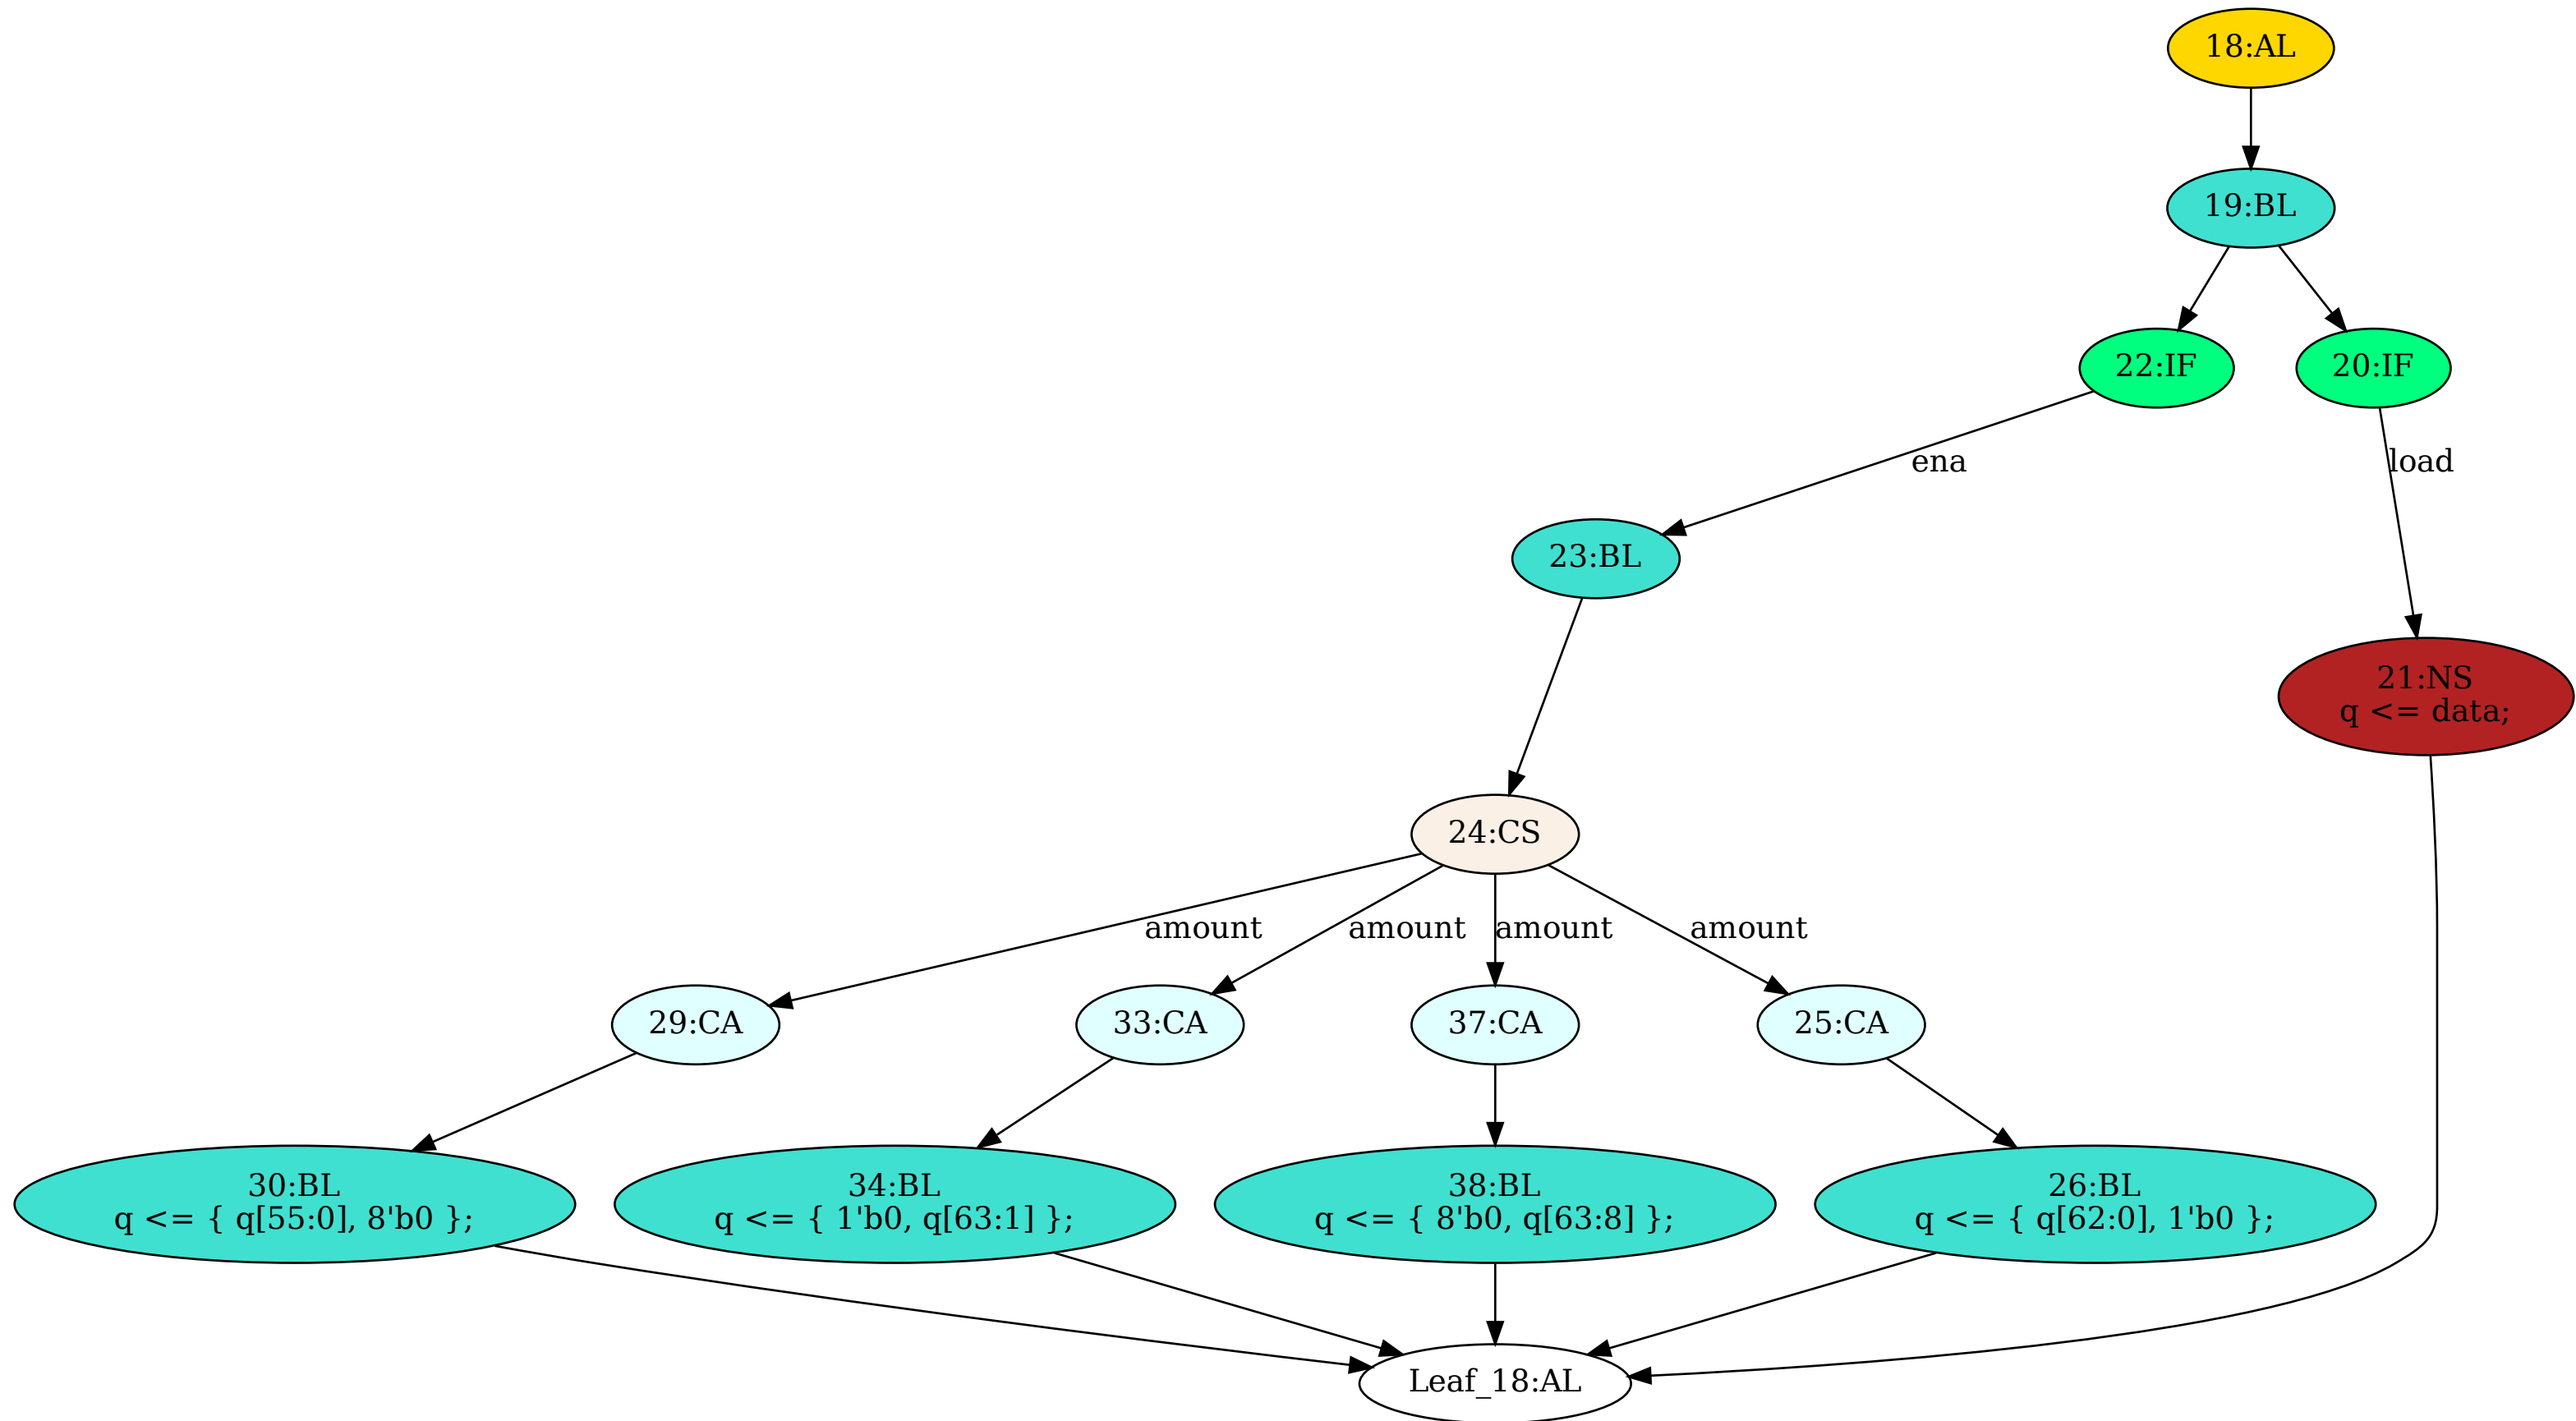 18:AL
19:BL
22:IF
20:IF
ena
load
23:BL
21:NS
q <= data;
24:CS
amount
amount
amount
amount
29:CA
33:CA
37:CA
25:CA
30:BL
q <= { q[55:0], 8'b0 };
34:BL
q <= { 1'b0, q[63:1] };
38:BL
q <= { 8'b0, q[63:8] };
26:BL
q <= { q[62:0], 1'b0 };
Leaf_18:AL